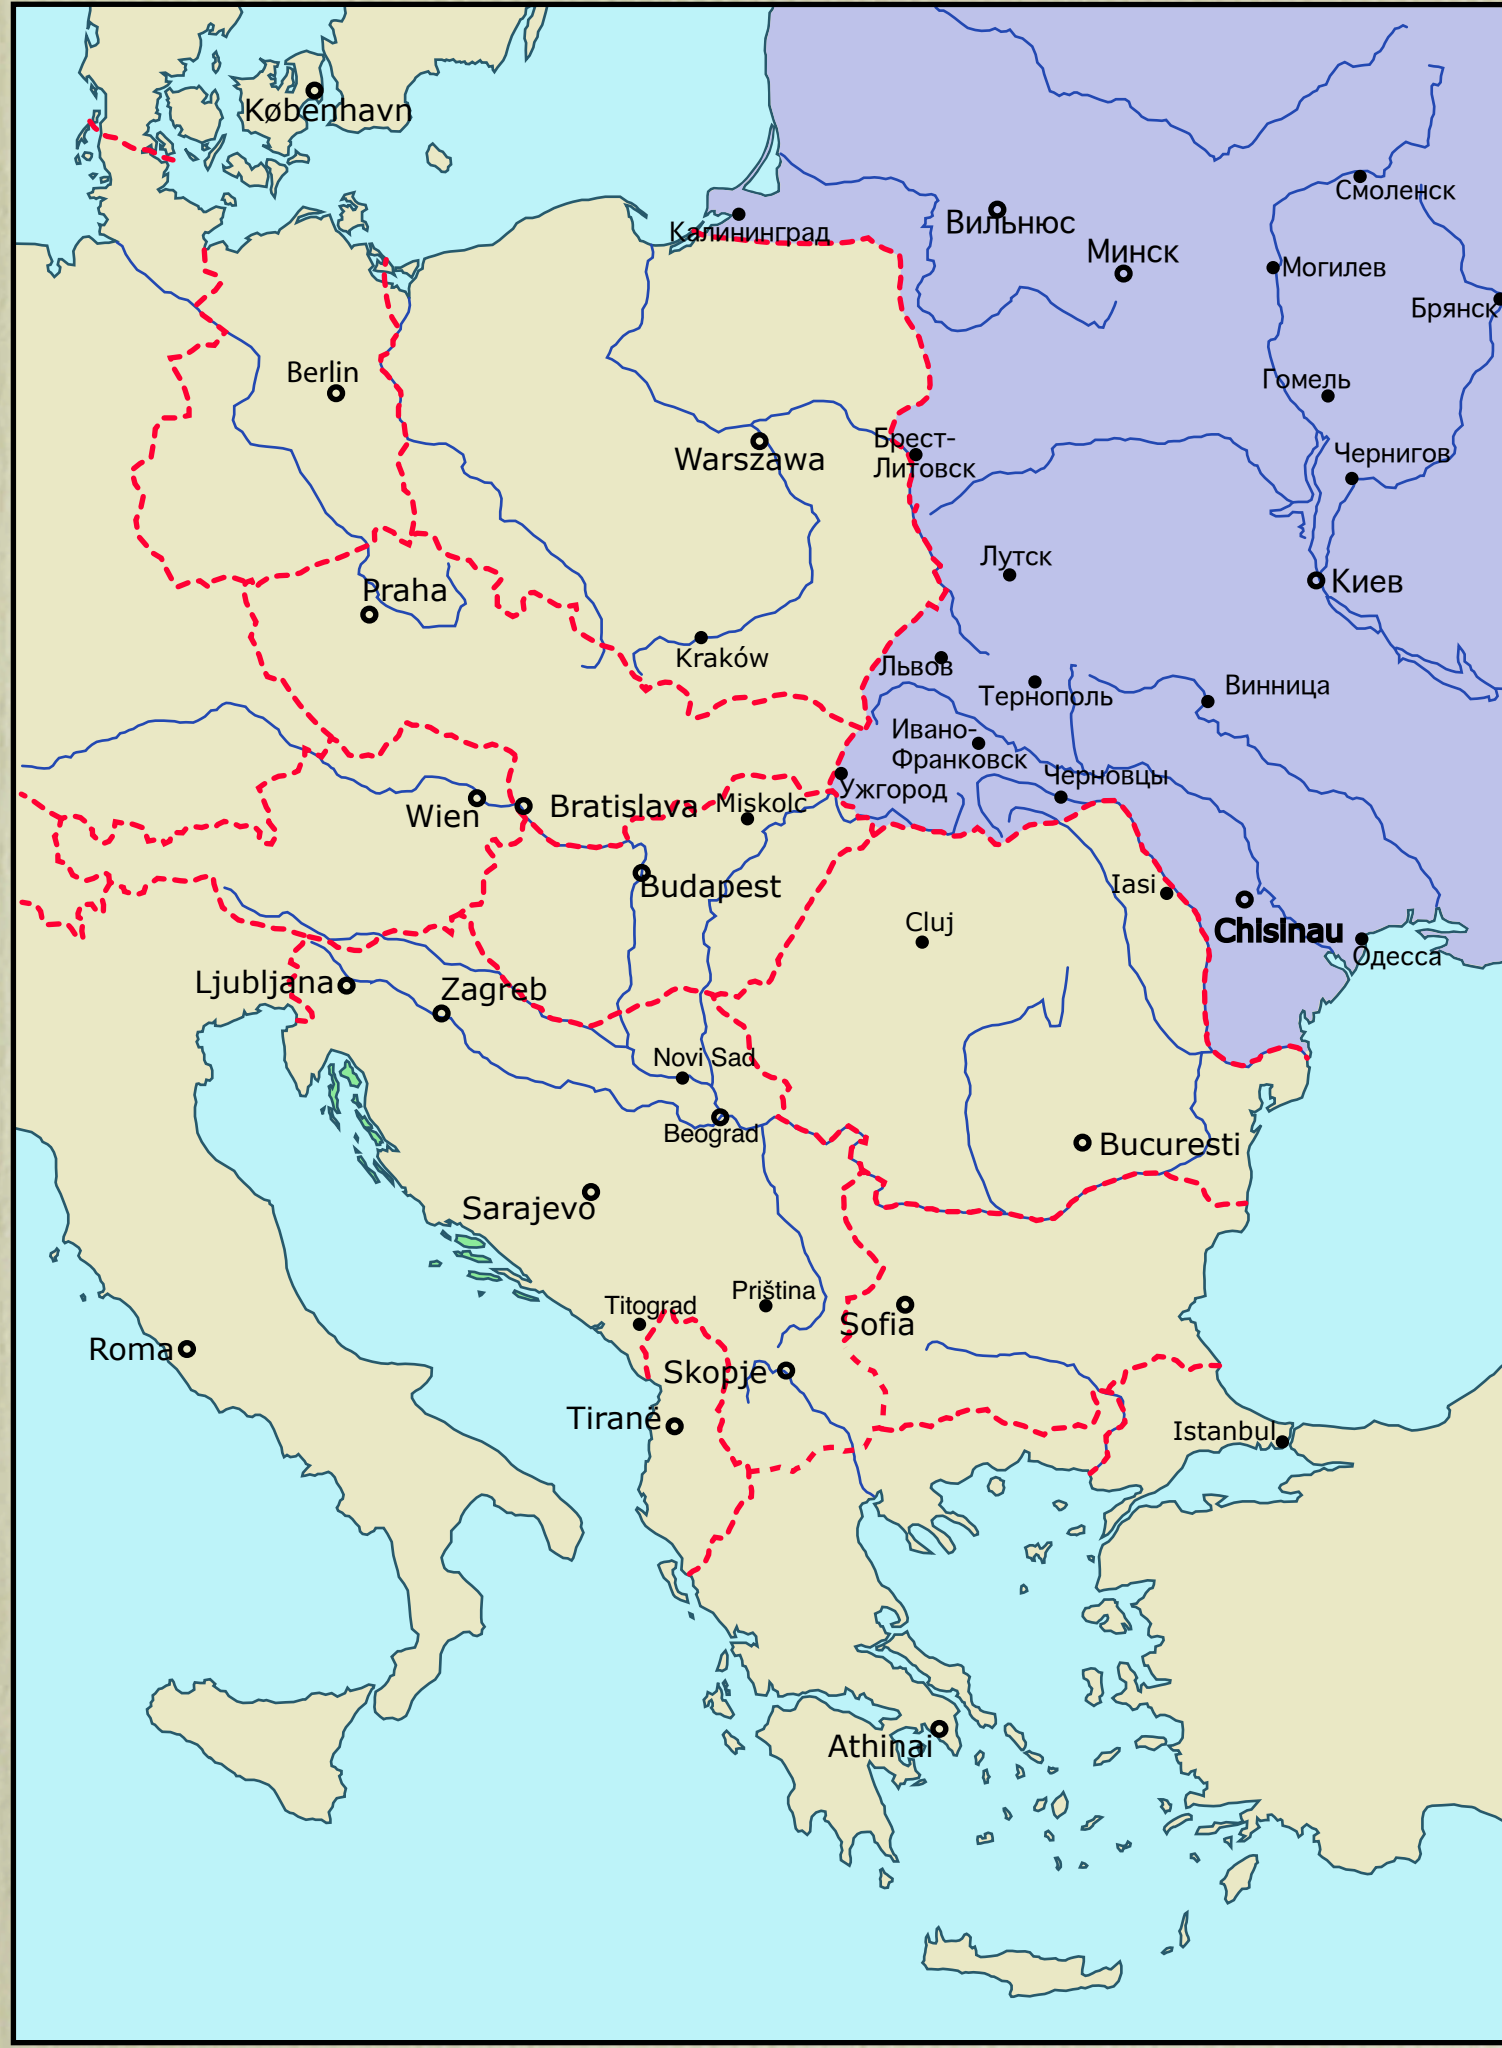 København
Смоленск
Вильнюс
Калининград
Минск
Могилев
Брянск
Berlin
Гомель
Warszawa
Брест-
Литовск
Чернигов
Лутск
Киев
Praha
Kraków
Львов
Тернополь
Винница
Ивано-
Франковск
Черновцы
Ужгород
Wien
Bratislava
Miskolc
Budapest
Iasi
Cluj
Chisinau
Одесса
Ljubljana
Zagreb
Novi Sad
Beograd
Bucuresti
Sarajevo
Priština
Titograd
Sofia
Roma
Skopje
Tiranë
Istanbul
Athinai